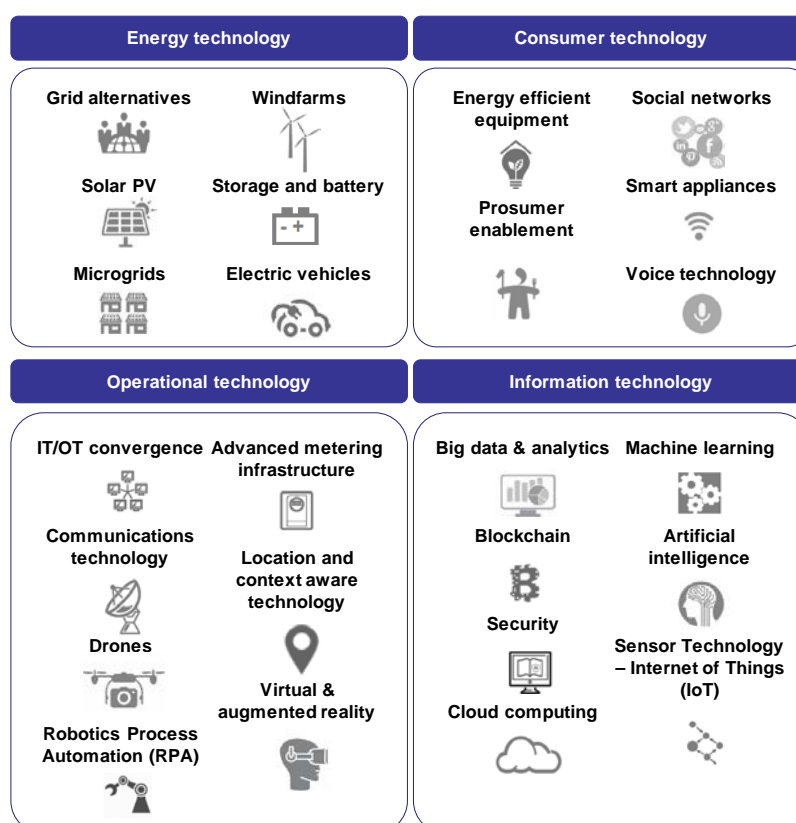 Energy technology
Grid alternatives
Windfarms
Solar PV
Storage and battery
- +
Microgrids
Electric vehicles
Consumer technology
Energy efficient
equipment
Social networks
g+
in
f
Smart appliances
Prosumer
enablement
Voice technology
Operational technology
IT/OT convergence
Advanced metering
infrastructure
Communications
technology
Location and
context aware
technology
Drones
Virtual &
augmented reality
Robotics Process
Automation (RPA)
Information technology
Big data & analytics
Machine learning
Blockchain
Artificial
intelligence
Security
Sensor Technology
– Internet of Things
(IoT)
Cloud computing